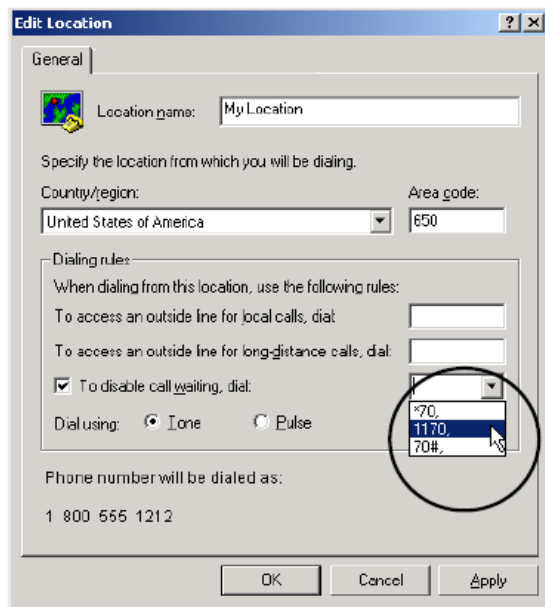 Edit Location
General
Location name: My Location
Specify the location from which you will be dialing.
Country/region: Area code:
United States of America 650
Dialing rules
When dialing from this location, use the following rules:
To access an outside line for local calls, dial:
To access an outside line for long-distance calls, dial:
To disable call waiting, dial:
*70,
1170,
70#,
Dial using: Tone Pulse
Phone number will be dialed as:
1 800 555 1212
OK Cancel Apply